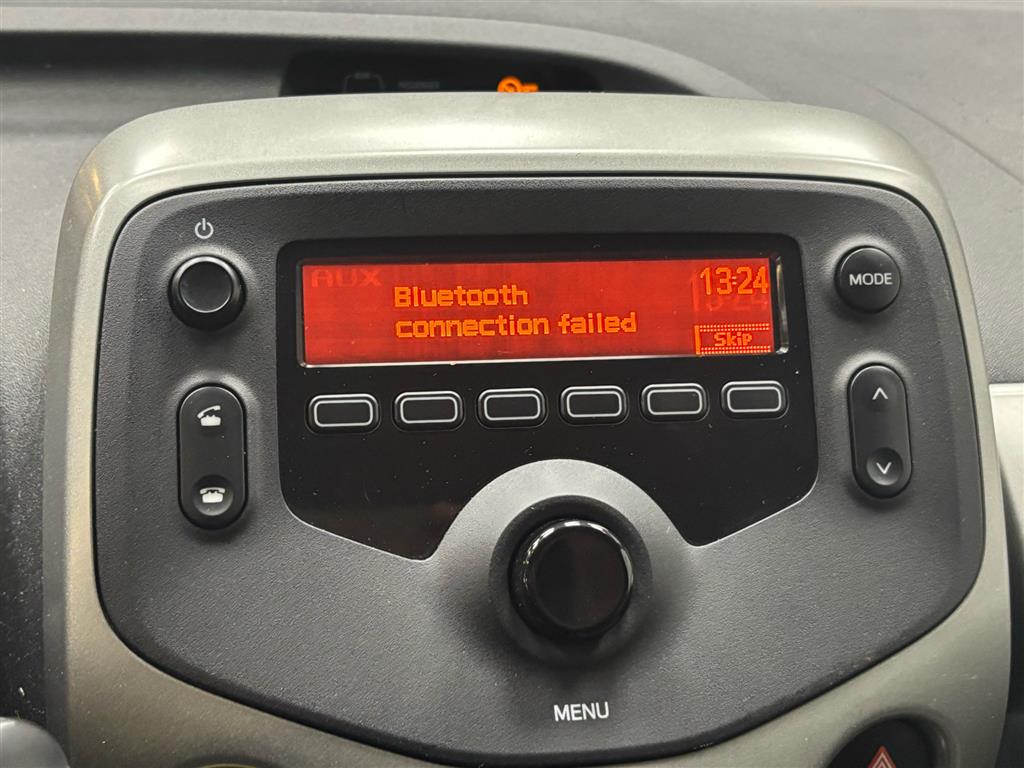 AUX
13:24
Bluetooth
connection failed
Skip
MODE
MENU